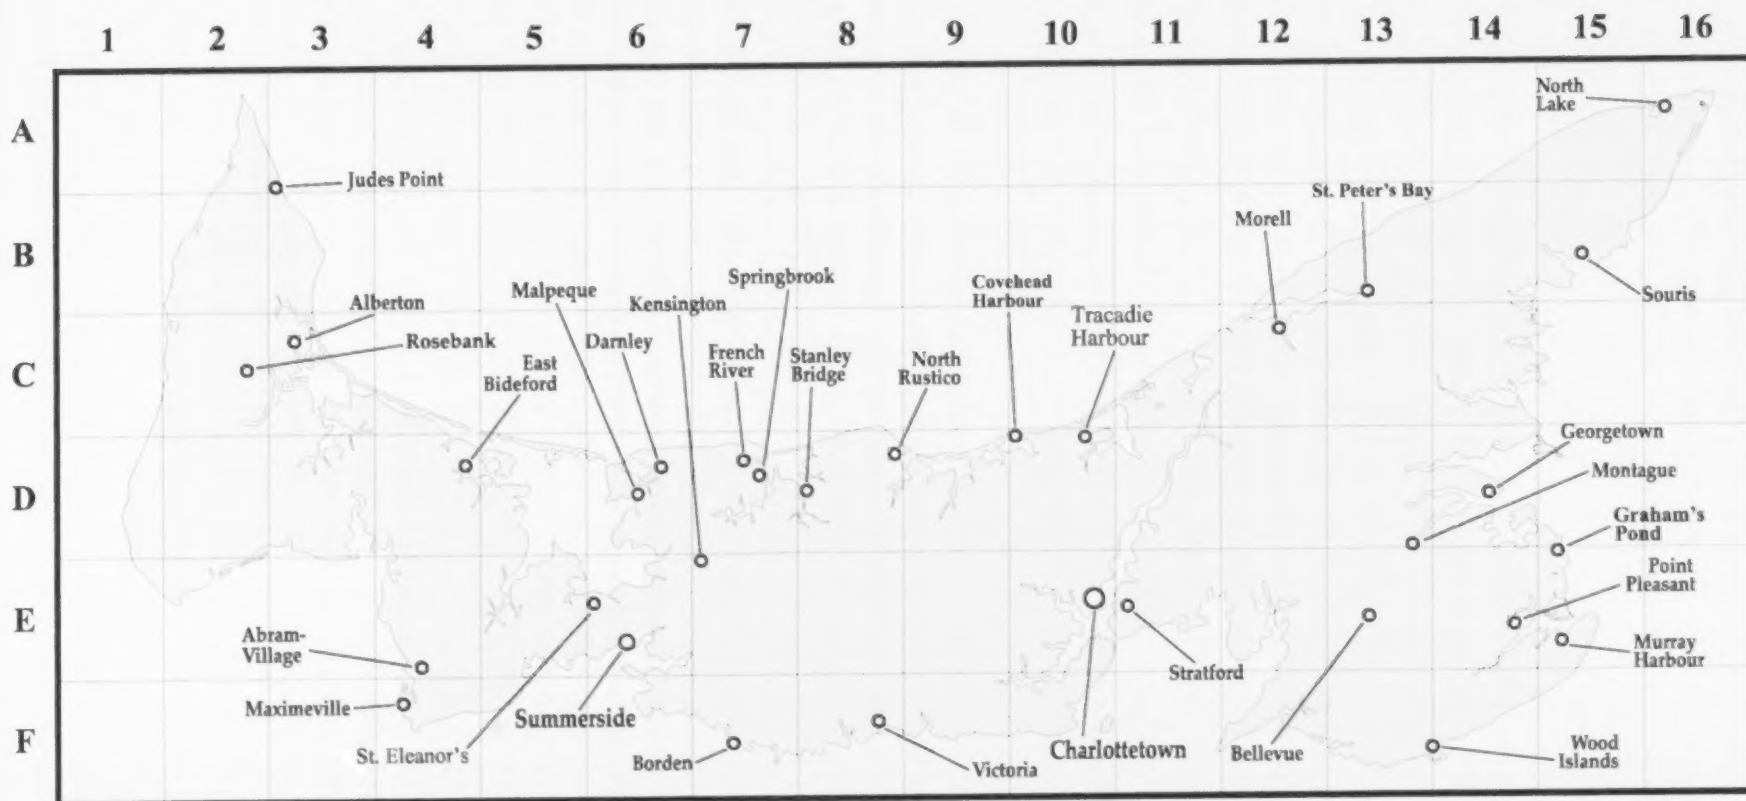 1 2 3 4 5 6 7 8 9 10 11 12 13 14 15 16
A
North
Lake
Judes Point
St. Peter's Bay
B
Morell
Springbrook
Covehead
Harbour
Malpeque
Kensington
Souris
Alberton
Tracadie
Harbour
C
Rosebank
Darnley
East
Bideford
French
River
Stanley
Bridge
North
Rustico
Georgetown
Montague
D
Graham's
Pond
Point
Pleasant
E
Abram-
Village
Murray
Harbour
Stratford
Maximeville
Summerside
F
St. Eleanor's
Borden
Victoria
Charlottetown
Bellevue
Wood
Islands